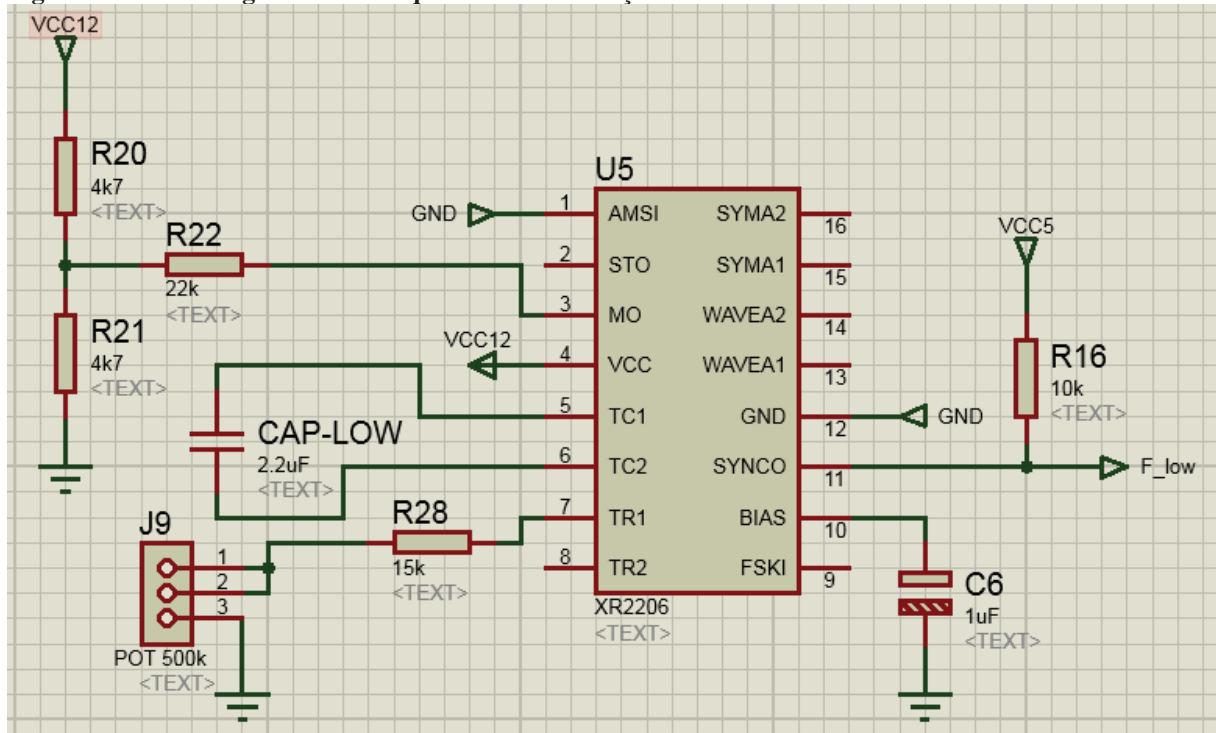 VCC12
R20
4k7
<TEXT>
R22
22k
<TEXT>
R21
4k7
<TEXT>
CAP-LOW
2.2uF
<TEXT>
J9
1
2
3
POT 500k
<TEXT>
R28
15k
<TEXT>
GND
VCC12
U5
1 AMSI SYMA2 16
2 STO SYMA1 15
3 MO WAVEA2 14
4 VCC WAVEA1 13
5 TC1 GND 12
6 TC2 SYNCO 11
7 TR1 BIAS 10
8 TR2 FSKI 9
XR2206
<TEXT>
GND
VCC5
R16
10k
<TEXT>
F_low
C6
1uF
<TEXT>